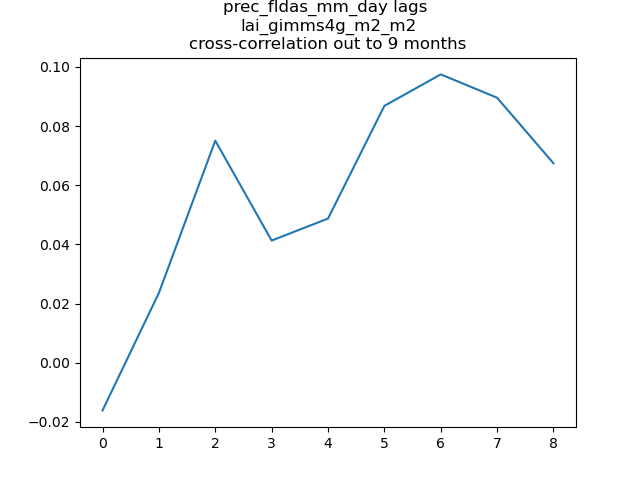 prec_fldas_mm_day lags
lai_gimms4g_m2_m2
cross-correlation out to 9 months
0.10
0.08
0.06
0.04
0.02
0.00
−0.02
0 1 2 3 4 5 6 7 8